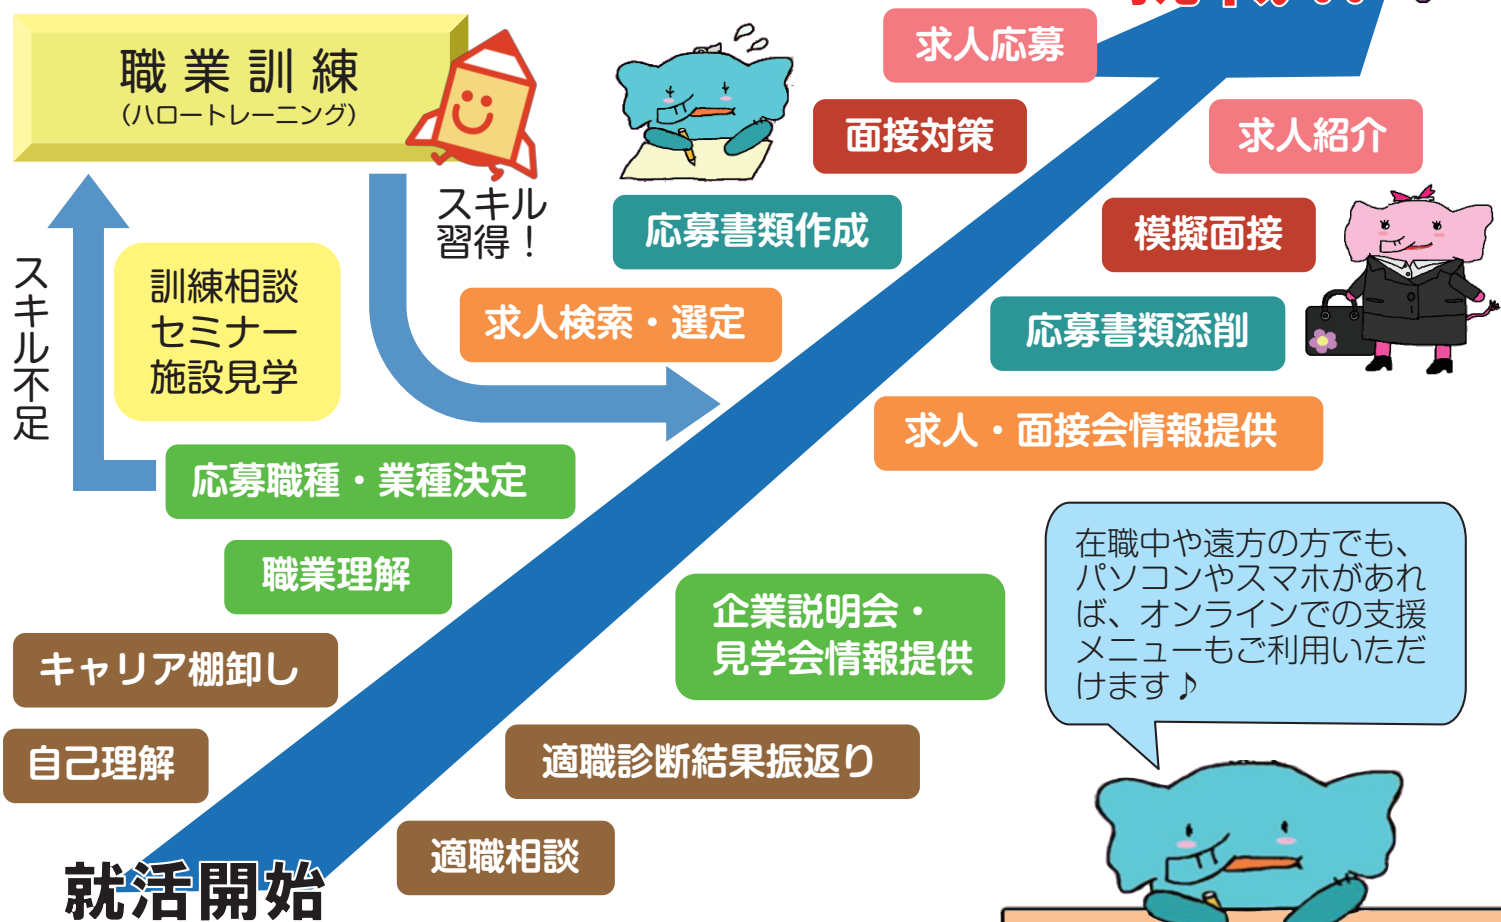 求人応募
職業訓練
(ハロートレーニング)
面接対策
求人紹介
スキル
習得！
応募書類作成
模擬面接
スキル不足
訓練相談
セミナー
施設見学
求人検索・選定
応募書類添削
求人・面接会情報提供
応募職種・業種決定
職業理解
企業説明会・
見学会情報提供
在職中や遠方の方でも、
パソコンやスマホがあれ
ば、オンラインでの支援
メニューもご利用いただ
けます♪
キャリア棚卸し
自己理解
適職診断結果振返り
適職相談
就活開始